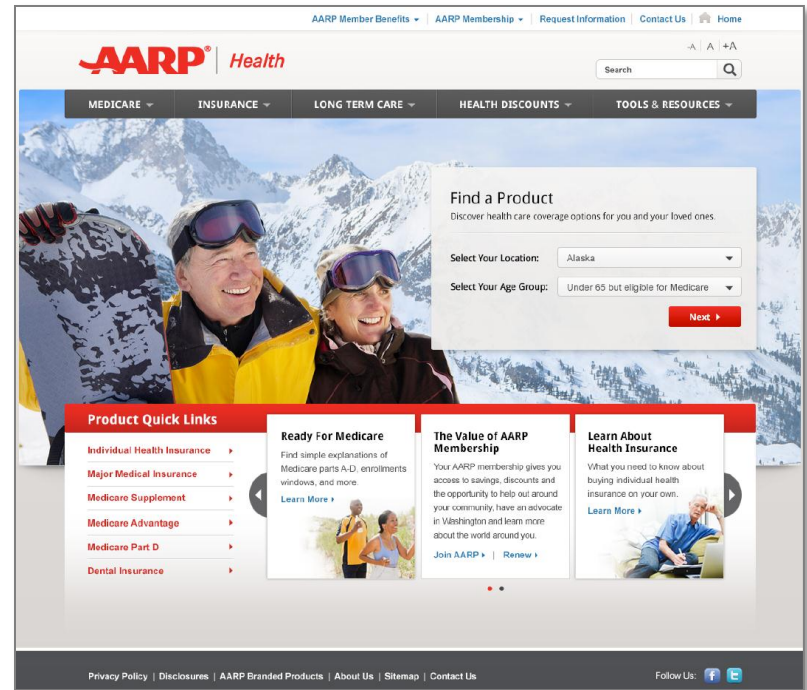 AARP Member Benefits | AARP Membership | Request Information | Contact Us | Home
AARP® | Health
-A | A | +A
Search
MEDICARE
INSURANCE
LONG TERM CARE
HEALTH DISCOUNTS
TOOLS & RESOURCES
Find a Product
Discover health care coverage options for you and your loved ones.
Select Your Location: Alaska
Select Your Age Group: Under 65 but eligible for Medicare
Next
Product Quick Links
Individual Health Insurance
Major Medical Insurance
Medicare Supplement
Medicare Advantage
Medicare Part D
Dental Insurance
Ready For Medicare
Find simple explanations of
Medicare parts A-D, enrollments
windows, and more.
Learn More
The Value of AARP
Membership
Your AARP membership gives you
access to savings, discounts and
the opportunity to help out around
your community, have an advocate
in Washington and learn more
about the world around you.
Join AARP | Renew
Learn About
Health Insurance
What you need to know about
buying individual health
insurance on your own.
Learn More
Privacy Policy | Disclosures | AARP Branded Products | About Us | Sitemap | Contact Us
Follow Us: